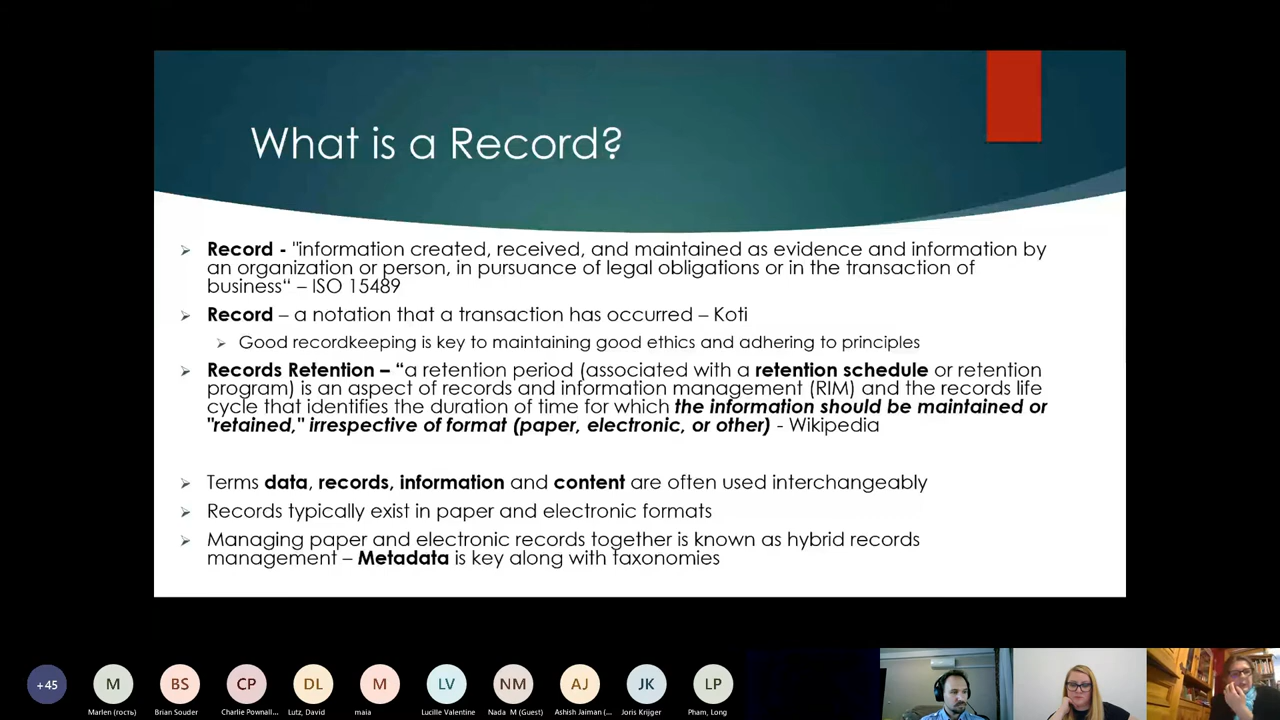 What is a Record?
Record - "information created, received, and maintained as evidence and information by
an organization or person, in pursuance of legal obligations or in the transaction of
business“ – ISO 15489
Record – a notation that a transaction has occurred – Koti
Good recordkeeping is key to maintaining good ethics and adhering to principles
Records Retention – “a retention period (associated with a retention schedule or retention
program) is an aspect of records and information management (RIM) and the records life
cycle that identifies the duration of time for which the information should be maintained or
"retained," irrespective of format (paper, electronic, or other) - Wikipedia
Terms data, records, information and content are often used interchangeably
Records typically exist in paper and electronic formats
Managing paper and electronic records together is known as hybrid records
management – Metadata is key along with taxonomies
+45 M BS CP DL M LV NM AJ JK LP
Marlen (гость) Brian Souder Charlie Pownall... Lutz, David maia Lucille Valentine Nada M (Guest) Ashish Jaiman (... Joris Krijger Pham, Long